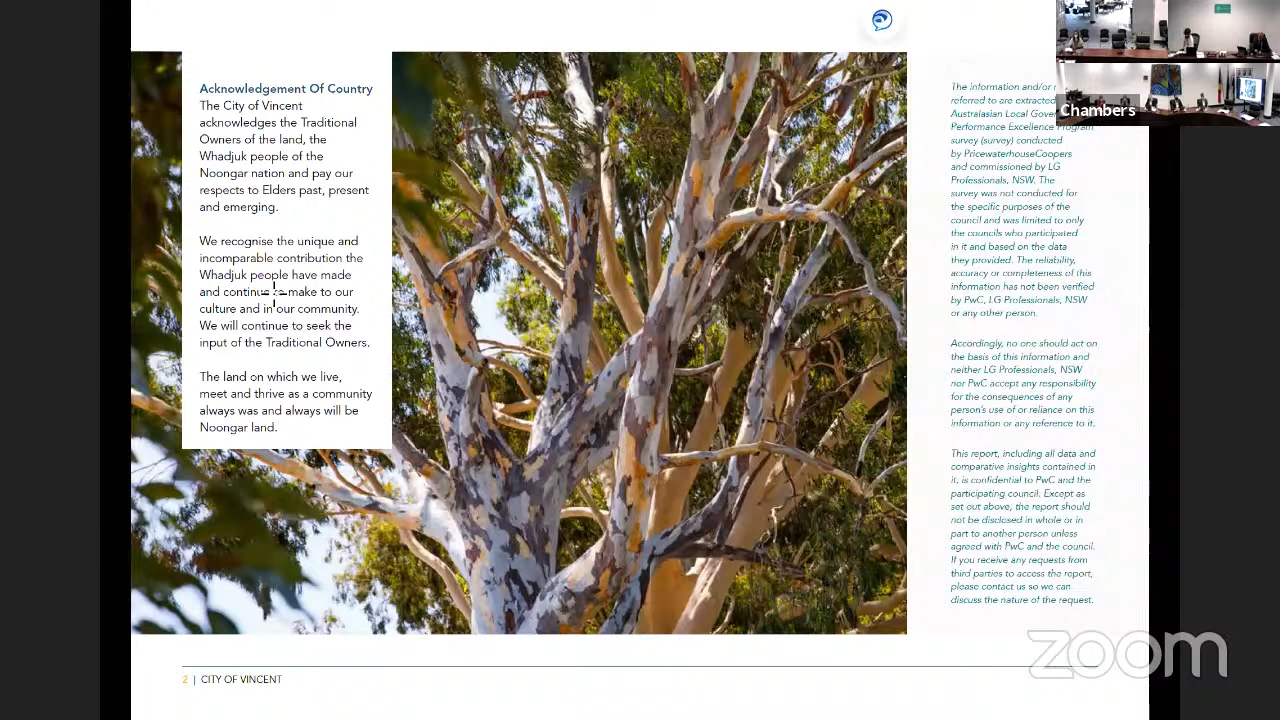 Acknowledgement Of Country
The City of Vincent
acknowledges the Traditional
Owners of the land, the
Whadjuk people of the
Noongar nation and pay our
respects to Elders past, present
and emerging.
We recognise the unique and
incomparable contribution the
Whadjuk people have made
and continue to make to our
culture and in our community.
We will continue to seek the
input of the Traditional Owners.
The land on which we live,
meet and thrive as a community
always was and always will be
Noongar land.
The information and/or
referred to are extracted
Australasian Local
Performance Excellence Program
survey (survey) conducted
by PricewaterhouseCoopers
and commissioned by LG
Professionals, NSW. The
survey was not conducted for
the specific purposes of the
council and was limited to only
the councils who participated
in it and based on the data
they provided. The reliability,
accuracy or completeness of this
information has not been verified
by PwC, LG Professionals, NSW
or any other person.
Accordingly, no one should act on
the basis of this information and
neither LG Professionals, NSW
nor PwC accept any responsibility
for the consequences of any
person's use of or reliance on this
information or any reference to it.
This report, including all data and
comparative insights contained in
it, is confidential to PwC and the
participating council. Except as
set out above, the report should
not be disclosed in whole or in
part to another person unless
agreed with PwC and the council.
If you receive any requests from
third parties to access the report,
please contact us so we can
discuss the nature of the request.
Chambers
zoom
2 | CITY OF VINCENT